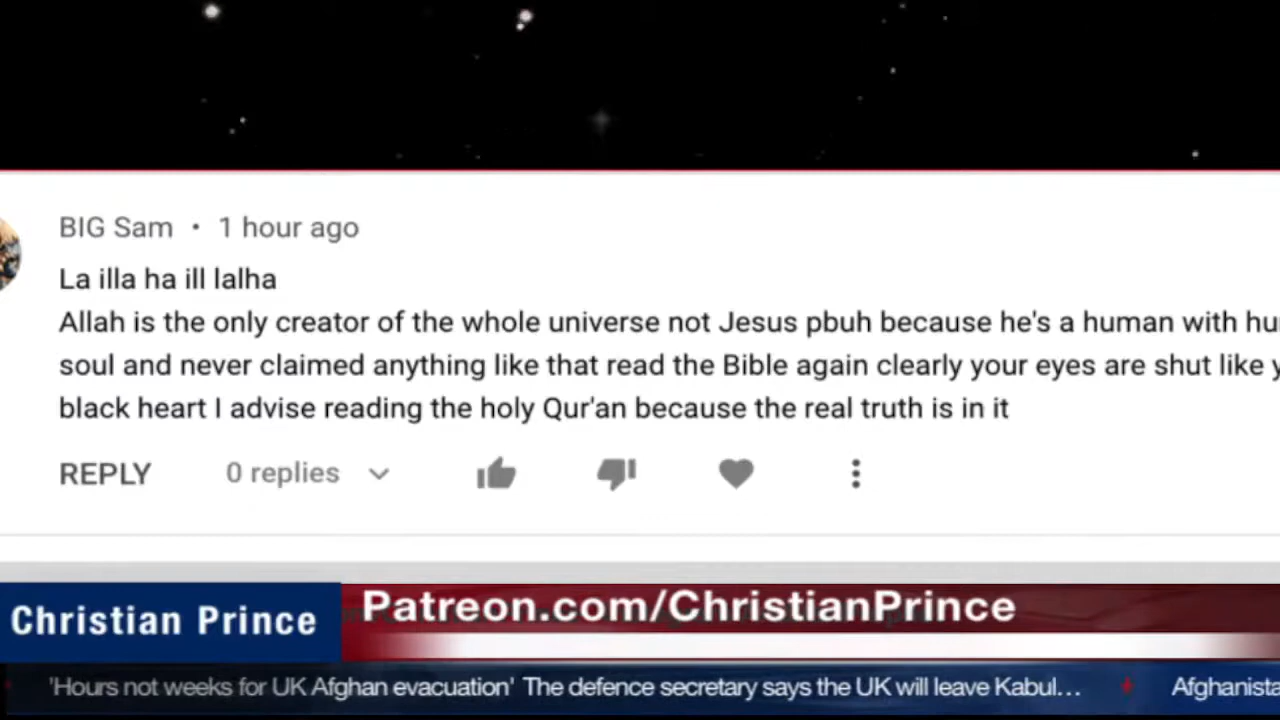 BIG Sam • 1 hour ago
La illa ha ill lalha
Allah is the only creator of the whole universe not Jesus pbuh because he's a human with
soul and never claimed anything like that read the Bible again clearly your eyes are shut like
black heart I advise reading the holy Qur'an because the real truth is in it
REPLY 0 replies
Christian Prince
Patreon.com/ChristianPrince
'Hours not weeks for UK Afghan evacuation' The defence secretary says the UK will leave Kabul…